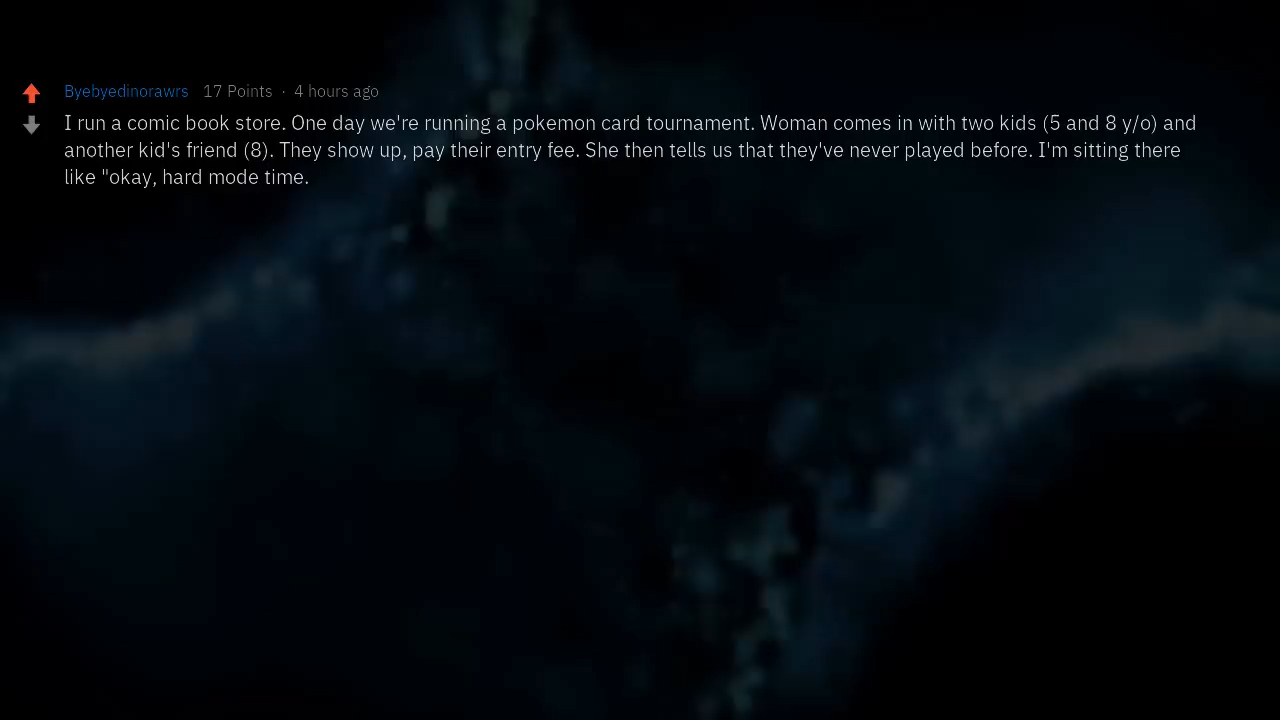 Byebyedinorawrs 17 Points · 4 hours ago
I run a comic book store. One day we're running a pokemon card tournament. Woman comes in with two kids (5 and 8 y/o) and
another kid's friend (8). They show up, pay their entry fee. She then tells us that they've never played before. I'm sitting there
like "okay, hard mode time.